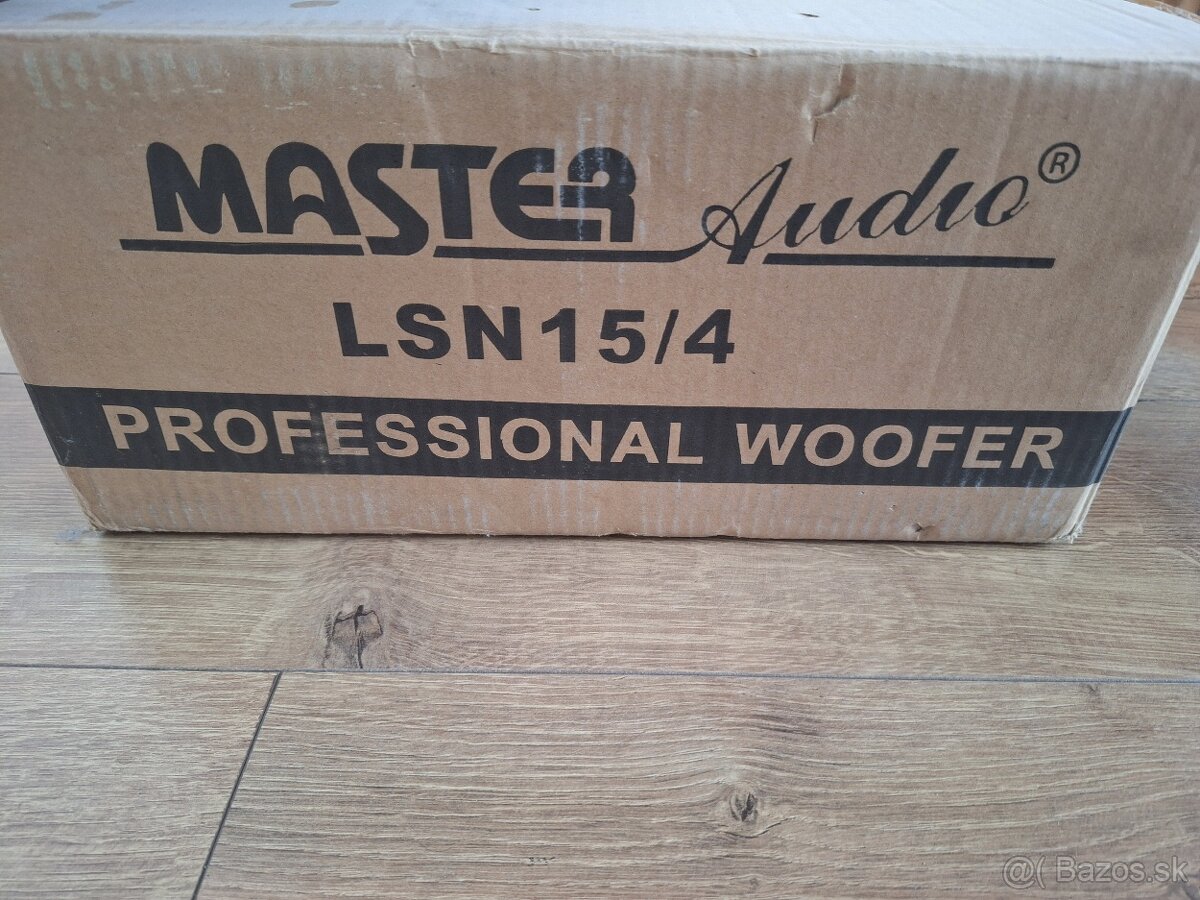 MASTER Audio®
LSN15/4
PROFESSIONAL WOOFER
@( Bazos.sk